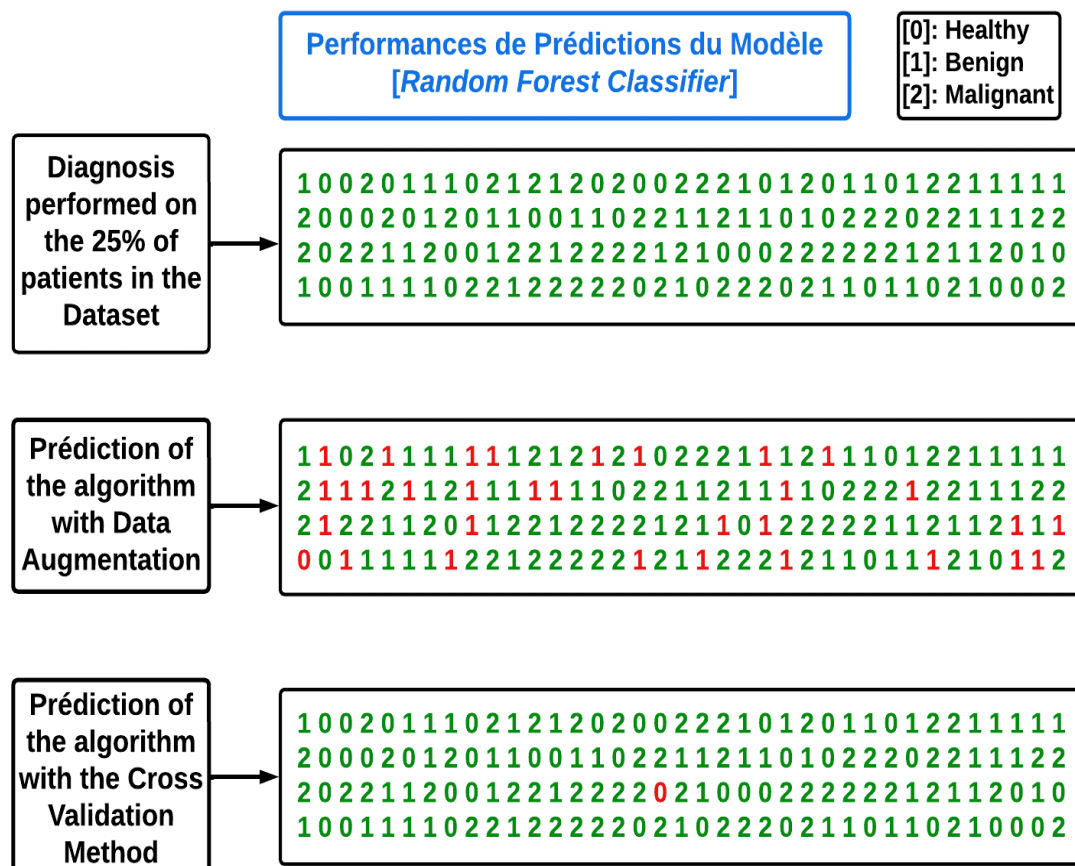 Performances de Prédictions du Modèle
[Random Forest Classifier]
[0]: Healthy
[1]: Benign
[2]: Malignant
Diagnosis
performed on
the 25% of
patients in the
Dataset
1 0 0 2 0 1 1 1 0 2 1 2 1 2 0 2 0 0 2 2 2 1 0 1 2 0 1 1 0 1 2 2 1 1 1 1 1
2 0 0 0 2 0 1 2 0 1 1 0 0 1 1 0 2 2 1 1 2 1 1 0 1 0 2 2 2 0 2 2 1 1 1 2 2
2 0 2 2 1 1 2 0 0 1 2 2 1 2 2 2 2 1 2 1 0 0 0 2 2 2 2 2 2 1 2 1 1 2 0 1 0
1 0 0 1 1 1 1 0 2 2 1 2 2 2 2 2 0 2 1 0 2 2 2 0 2 1 1 0 1 1 0 2 1 0 0 0 2
Prédiction of
the algorithm
with Data
Augmentation
1 1 0 2 1 1 1 1 1 1 1 2 1 2 1 2 1 0 2 2 2 1 1 1 2 1 1 1 0 1 2 2 1 1 1 1 1
2 1 1 1 2 1 1 2 1 1 1 1 1 1 1 0 2 2 1 1 2 1 1 1 1 0 2 2 2 1 2 2 1 1 1 2 2
2 1 2 2 1 1 2 0 1 1 2 2 1 2 2 2 2 1 2 1 1 0 1 2 2 2 2 2 1 1 2 1 1 2 1 1 1
0 0 1 1 1 1 1 1 2 2 1 2 2 2 2 2 1 2 1 1 2 2 2 1 2 1 1 0 1 1 1 2 1 0 1 1 2
Prédiction of
the algorithm
with the Cross
Validation
Method
1 0 0 2 0 1 1 1 0 2 1 2 1 2 0 2 0 0 2 2 2 1 0 1 2 0 1 1 0 1 2 2 1 1 1 1 1
2 0 0 0 2 0 1 2 0 1 1 0 0 1 1 0 2 2 1 1 2 1 1 0 1 0 2 2 2 0 2 2 1 1 1 2 2
2 0 2 2 1 1 2 0 0 1 2 2 1 2 2 2 2 0 2 1 0 0 0 2 2 2 2 2 2 1 2 1 1 2 0 1 0
1 0 0 1 1 1 1 0 2 2 1 2 2 2 2 2 0 2 1 0 2 2 2 0 2 1 1 0 1 1 0 2 1 0 0 0 2